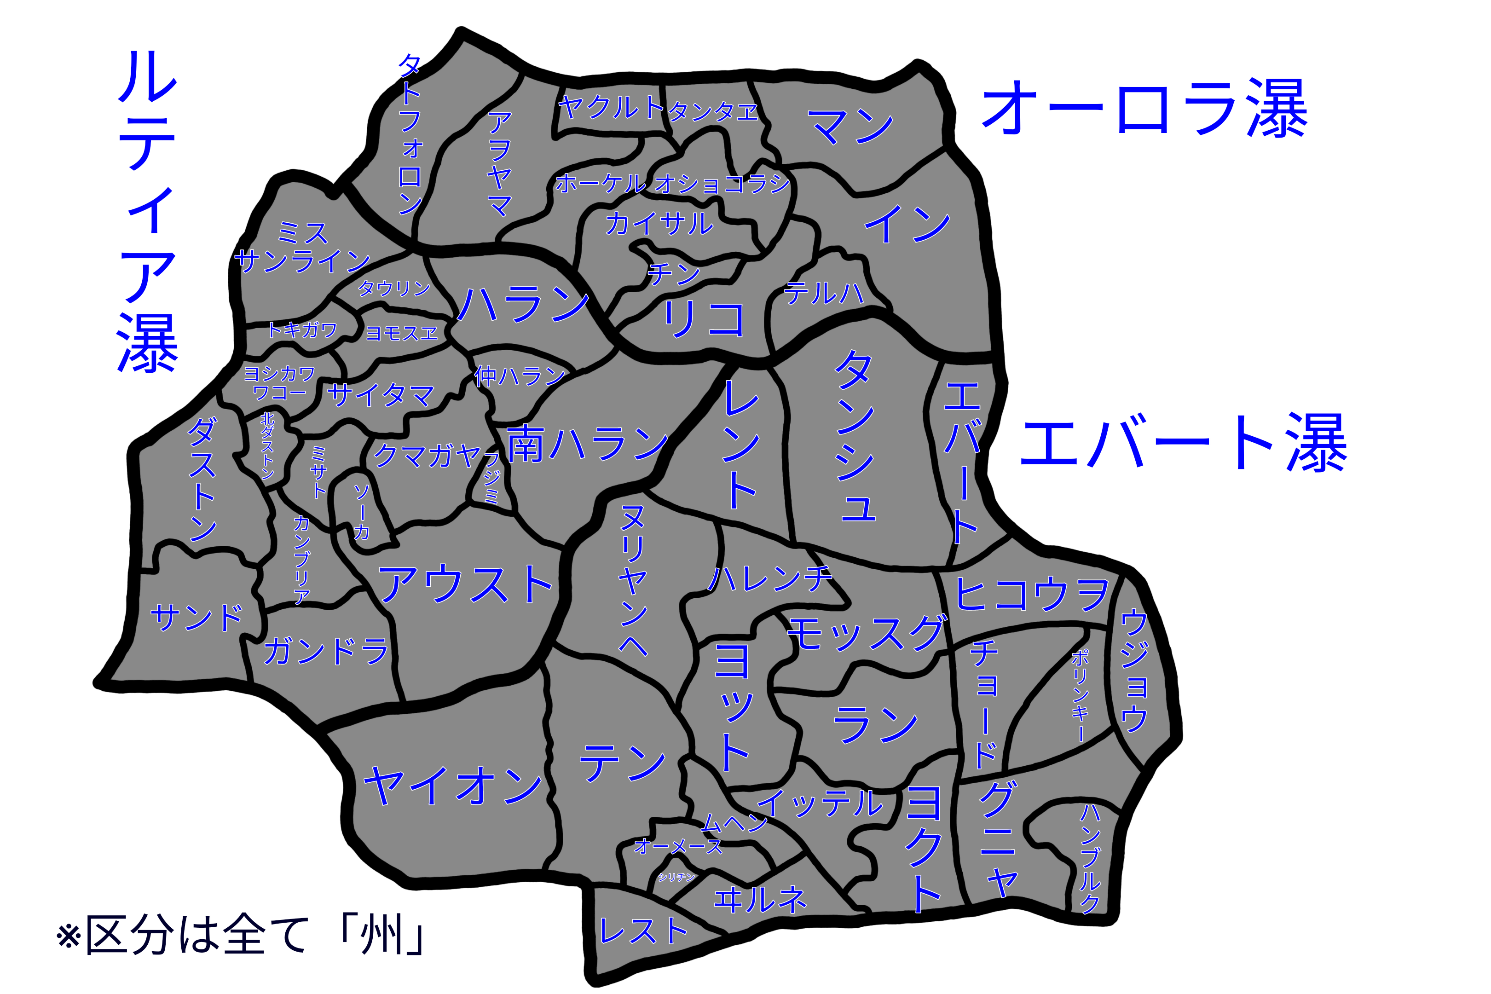 ルティア瀑
オーロラ瀑
エバート瀑
タトフォロン
アヲヤマ
ヤクルト
タンタヱ
マン
ホーケル
オショコラシ
カイサル
イン
チン
テルハ
リコ
ミス
サンライン
タウリン
ハラン
トキガワ
ヨモスヱ
ヨシカワ
ワコー
サイタマ
仲ハラン
南ハラン
ダストン
北ダストン
ミサト
クマガヤ
フジミ
ソーカ
カンブリア
アウスト
サンド
ガンドラ
レント
タンシュ
エバート
ヌリヤンヘ
ハレンチ
ヒコウヲ
ウジョウ
モッスグ
チョード
ポリンキー
ヨット
ラン
ヤイオン
テン
イッテル
ヨクト
グニャ
ハンブルク
ムヘン
オーメース
シリチン
ヰルネ
レスト
※区分は全て「州」